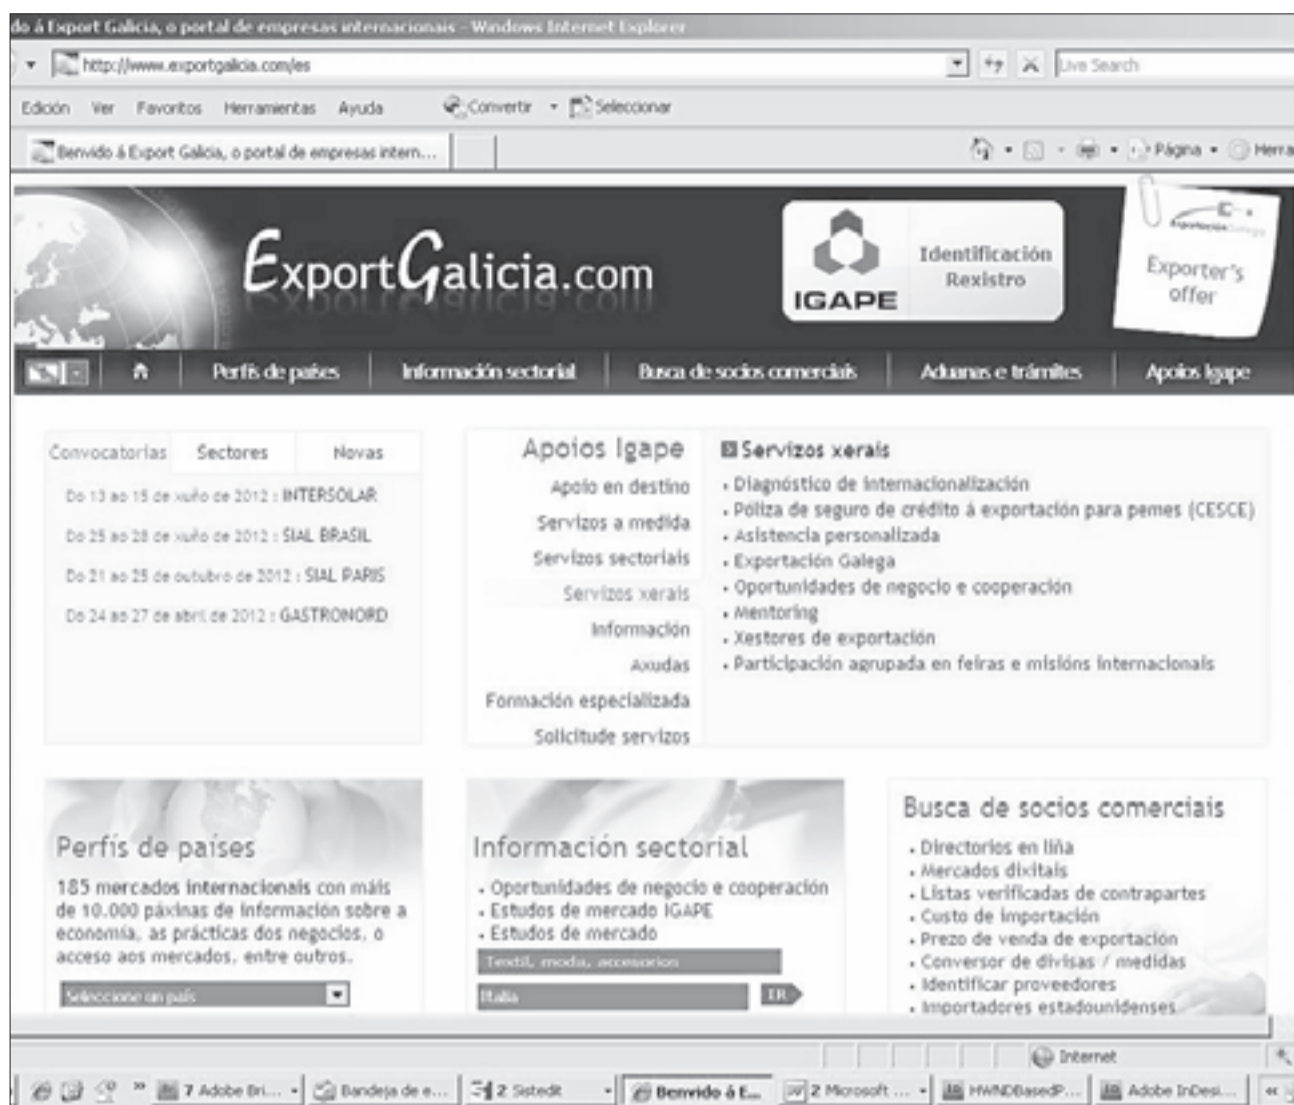 do á Export Galicia, o portal de empresas internacionais - Windows Internet Explorer
http://www.exportgalicia.com/es
Live Search
Edición Ver Favoritos Herramientas Ayuda Convertir Seleccionar
Benvido á Export Galicia, o portal de empresas intern...
Página Herra
ExportGalicia.com
IGAPE
Identificación
Rexistro
Exporter's
offer
Perfís de países
Información sectorial
Busca de socios comerciais
Aduanas e trámites
Apoios Igape
Convocatorias Sectores Novas
Do 13 ao 15 de xuño de 2012 : INTERSOLAR
Do 25 ao 28 de xuño de 2012 : SIAL BRASIL
Do 21 ao 25 de outubro de 2012 : SIAL PARIS
Do 24 ao 27 de abril de 2012 : GASTRONORD
Apoios Igape
Apoio en destino
Servizos a medida
Servizos sectoriais
Servizos xerais
Información
Axudas
Formación especializada
Solicitude servizos
Servizos xerais
• Diagnóstico de internacionalización
• Póliza de seguro de crédito á exportación para pemes (CESCE)
• Asistencia personalizada
• Exportación Galega
• Oportunidades de negocio e cooperación
• Mentoring
• Xestores de exportación
• Participación agrupada en feiras e misións internacionais
Perfís de países
185 mercados internacionais con máis
de 10.000 páxinas de información sobre a
economía, as prácticas dos negocios, o
acceso aos mercados, entre outros.
Seleccione un país
Información sectorial
• Oportunidades de negocio e cooperación
• Estudos de mercado IGAPE
• Estudos de mercado
Textil, moda, accesorios
Italia
IR
Busca de socios comerciais
• Directorios en liña
• Mercados dixitais
• Listas verificadas de contrapartes
• Custo de importación
• Prezo de venda de exportación
• Conversor de divisas / medidas
• Identificar proveedores
• Importadores estadounidenses
Internet
» 7 Adobe Bri... Bandeja de e... 2 Sistedit Benvido á E... 2 Microsoft ... HWNDBasedP... Adobe InDesi... «